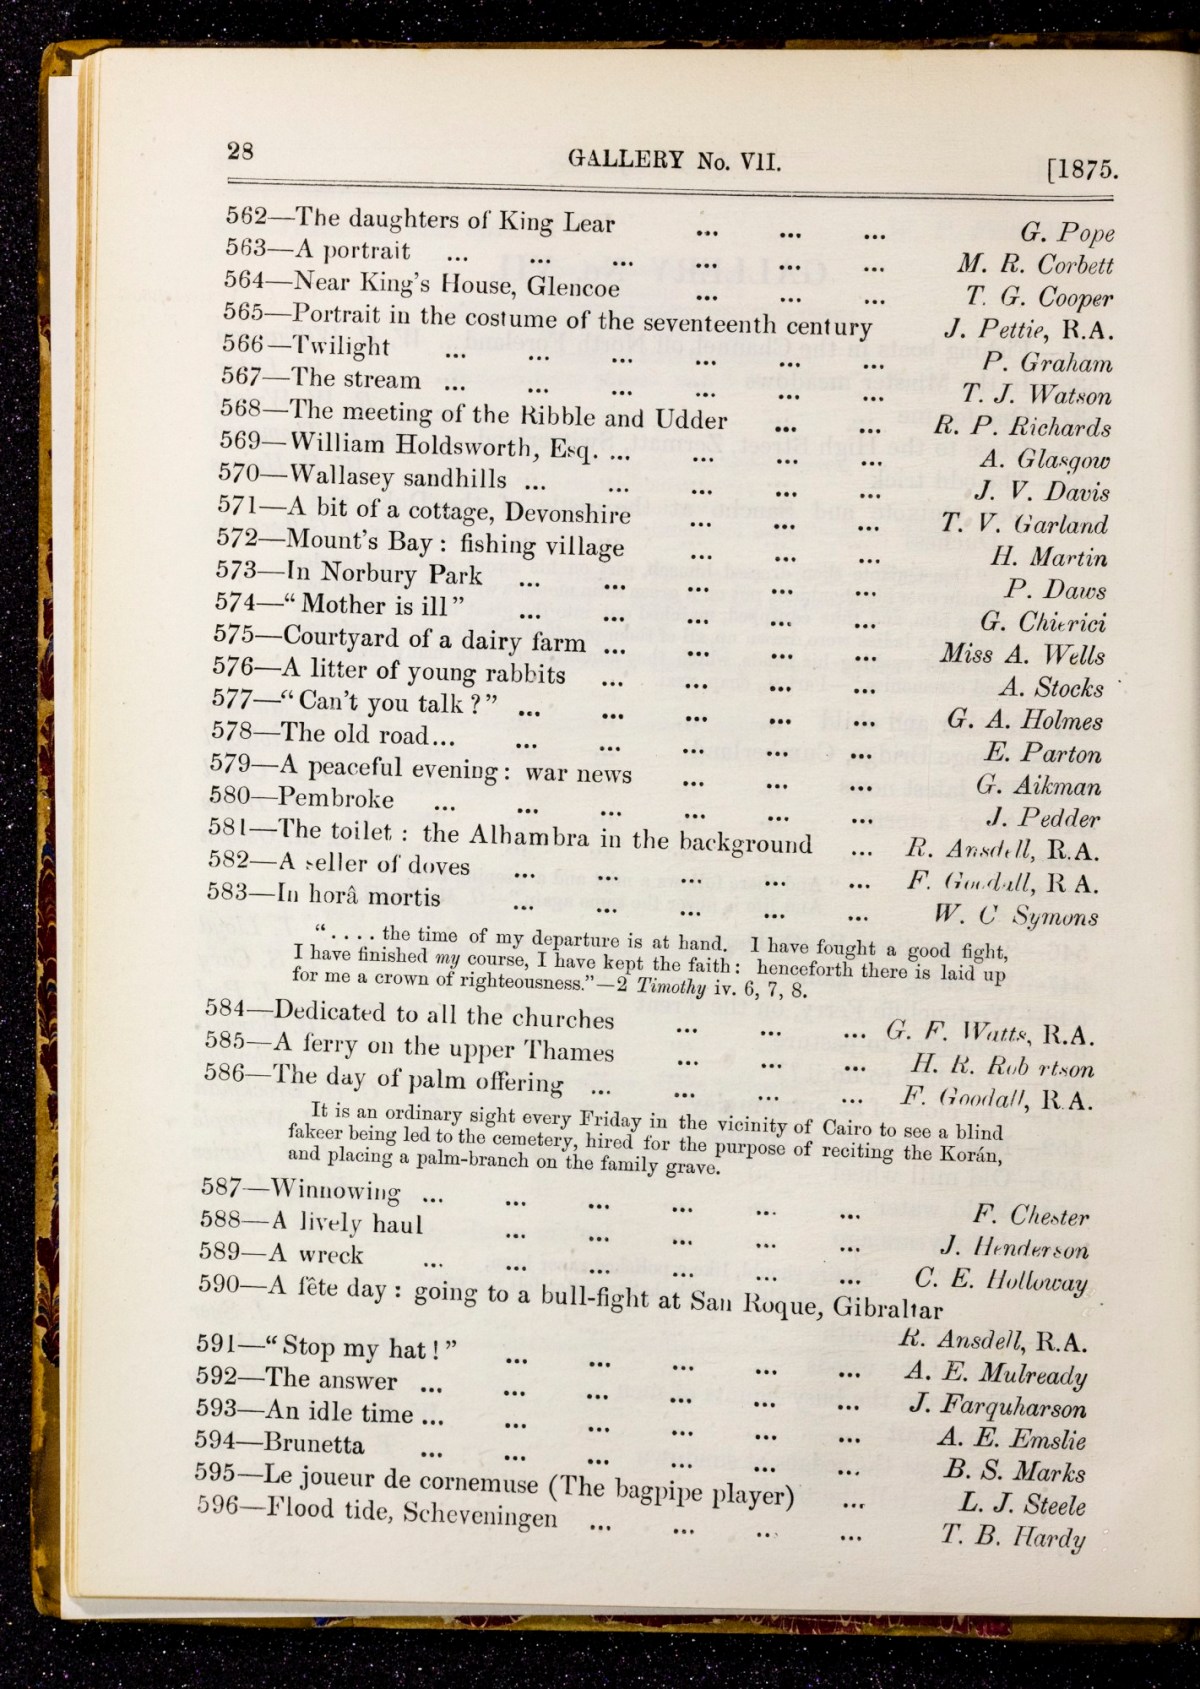 28 GALLERY No. VII. [1875.
562—The daughters of King Lear ... ... ... G. Pope
563—A portrait ... ... ... ... ... ... M. R. Corbett
564—Near King's House, Glencoe ... ... ... T. G. Cooper
565—Portrait in the costume of the seventeenth century J. Pettie, R.A.
566—Twilight ... ... ... ... ... ... P. Graham
567—The stream ... ... ... ... ... ... T. J. Watson
568—The meeting of the Ribble and Udder ... ... R. P. Richards
569—William Holdsworth, Esq. ... ... ... ... A. Glasgow
570—Wallasey sandhills ... ... ... ... ... J. V. Davis
571—A bit of a cottage, Devonshire ... ... ... T. V. Garland
572—Mount's Bay : fishing village ... ... ... H. Martin
573—In Norbury Park ... ... ... ... ... P. Daws
574—“Mother is ill” ... ... ... ... ... G. Chierici
575—Courtyard of a dairy farm ... ... ... ... Miss A. Wells
576—A litter of young rabbits ... ... ... ... A. Stocks
577—“Can't you talk?” ... ... ... ... ... G. A. Holmes
578—The old road... ... ... ... ... ... E. Parton
579—A peaceful evening: war news ... ... ... G. Aikman
580—Pembroke ... ... ... ... ... ... J. Pedder
581—The toilet : the Alhambra in the background ... R. Ansdell, R.A.
582—A seller of doves ... ... ... ... ... F. Goodall, R A.
583—In horâ mortis ... ... ... ... ... W. C Symons
“. . . . the time of my departure is at hand. I have fought a good fight,
I have finished my course, I have kept the faith: henceforth there is laid up
for me a crown of righteousness.”—2 Timothy iv. 6, 7, 8.
584—Dedicated to all the churches ... ... ... G. F. Watts, R.A.
585—A ferry on the upper Thames ... ... ... H. R. Rob rtson
586—The day of palm offering ... ... ... ... F. Goodall, R.A.
It is an ordinary sight every Friday in the vicinity of Cairo to see a blind
fakeer being led to the cemetery, hired for the purpose of reciting the Korán,
and placing a palm-branch on the family grave.
587—Winnowing ... ... ... ... ... ... F. Chester
588—A lively haul ... ... ... ... ... J. Henderson
589—A wreck ... ... ... ... ... ... C. E. Holloway
590—A fête day : going to a bull-fight at San Roque, Gibraltar
R. Ansdell, R.A.
591—“Stop my hat!” ... ... ... ... ... A. E. Mulready
592—The answer ... ... ... ... ... ... J. Farquharson
593—An idle time ... ... ... ... ... ... A. E. Emslie
594—Brunetta ... ... ... ... ... ... B. S. Marks
595—Le joueur de cornemuse (The bagpipe player) ... L. J. Steele
596—Flood tide, Scheveningen ... ... ... ... T. B. Hardy